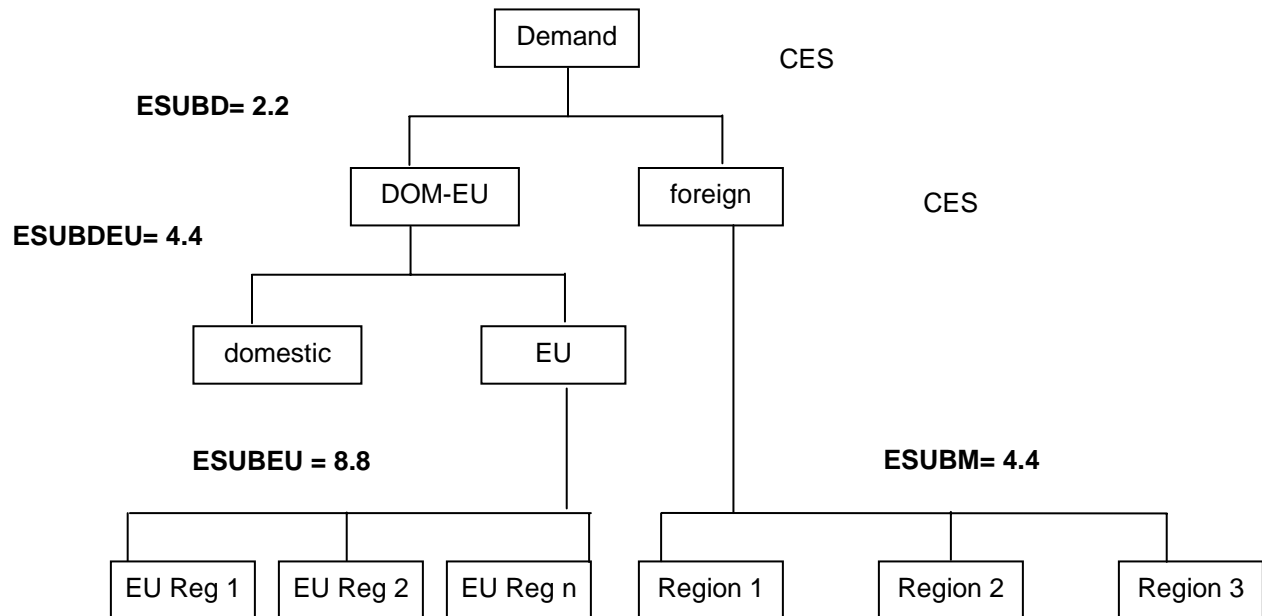 Demand
CES
ESUBD= 2.2
DOM-EU
foreign
CES
ESUBDEU= 4.4
domestic
EU
ESUBEU = 8.8
ESUBM= 4.4
EU Reg 1
EU Reg 2
EU Reg n
Region 1
Region 2
Region 3